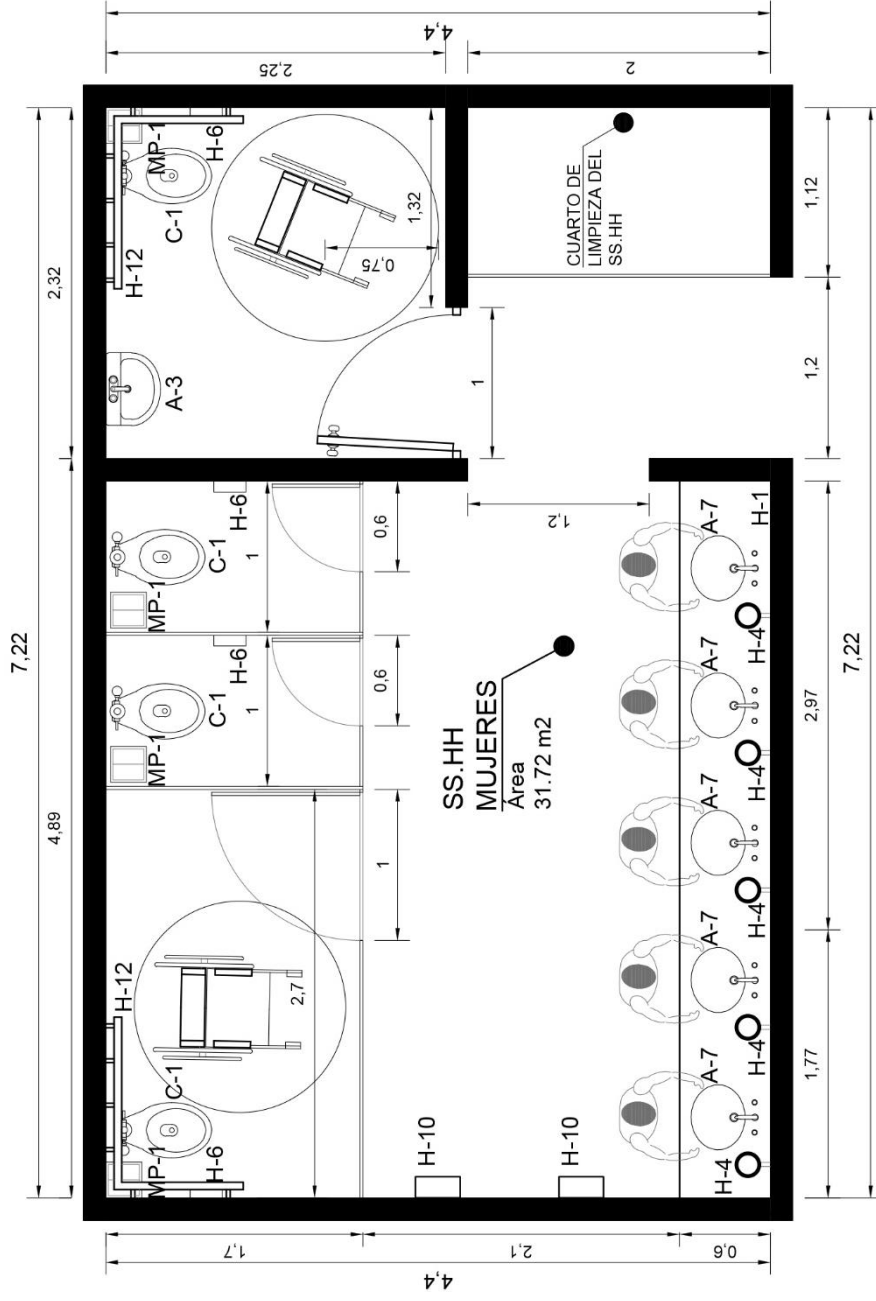 7,22
4,89
2,32
4,4
2,25
2
MP-1
H-6
C-1
H-12
2,7
1
MP-1
C-1
H-6
1
0,6
MP-1
C-1
H-6
1
0,6
A-3
H-12
MP-1
C-1
H-6
0,75
1,32
1
1,2
CUARTO DE
LIMPIEZA DEL
SS.HH
SS.HH
MUJERES
Área
31.72 m2
H-10
H-10
H-4
A-7
H-4
A-7
H-4
A-7
H-4
A-7
H-4
A-7
H-1
1,7
2,1
0,6
4,4
1,77
2,97
1,2
1,12
7,22